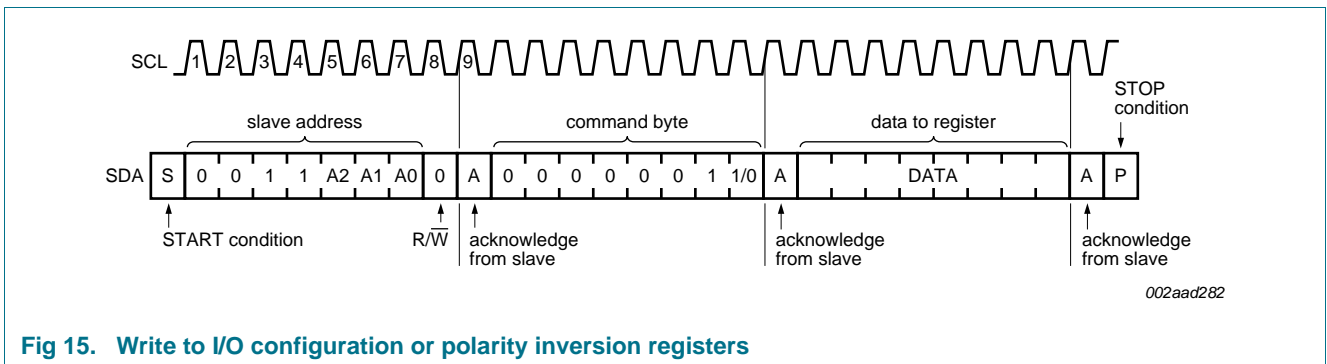 SCL 1 2 3 4 5 6 7 8 9
STOP
condition
slave address command byte data to register
SDA S 0 0 1 1 A2 A1 A0 0 A 0 0 0 0 0 0 1 1/0 A DATA A P
START condition R/W acknowledge acknowledge acknowledge
from slave from slave from slave
002aad282
Fig 15. Write to I/O configuration or polarity inversion registers